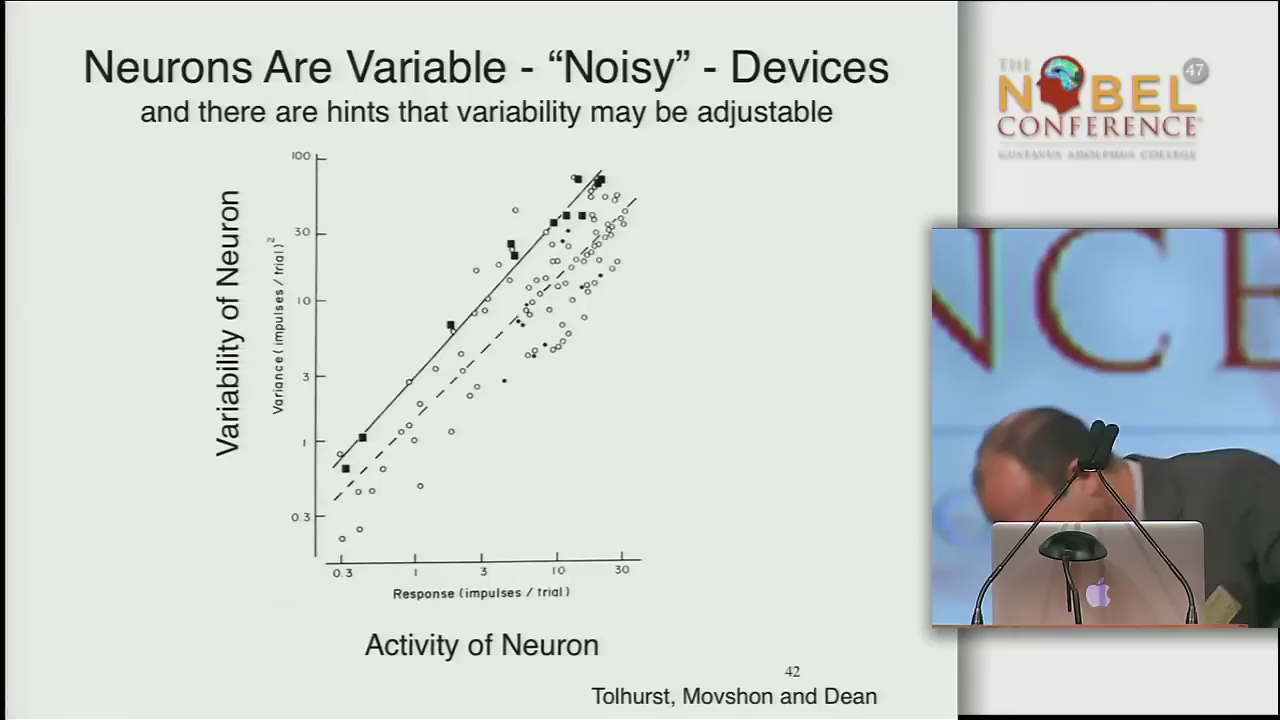 Neurons Are Variable - “Noisy” - Devices
and there are hints that variability may be adjustable
Variability of Neuron
Variance (impulses / trial)²
100
30
10
3
1
0.3
0.3
1
3
10
30
Response (impulses / trial)
Activity of Neuron
42
Tolhurst, Movshon and Dean
THE
47
NOBEL
CONFERENCE
GUSTAVUS ADOLPHUS COLLEGE
NCE